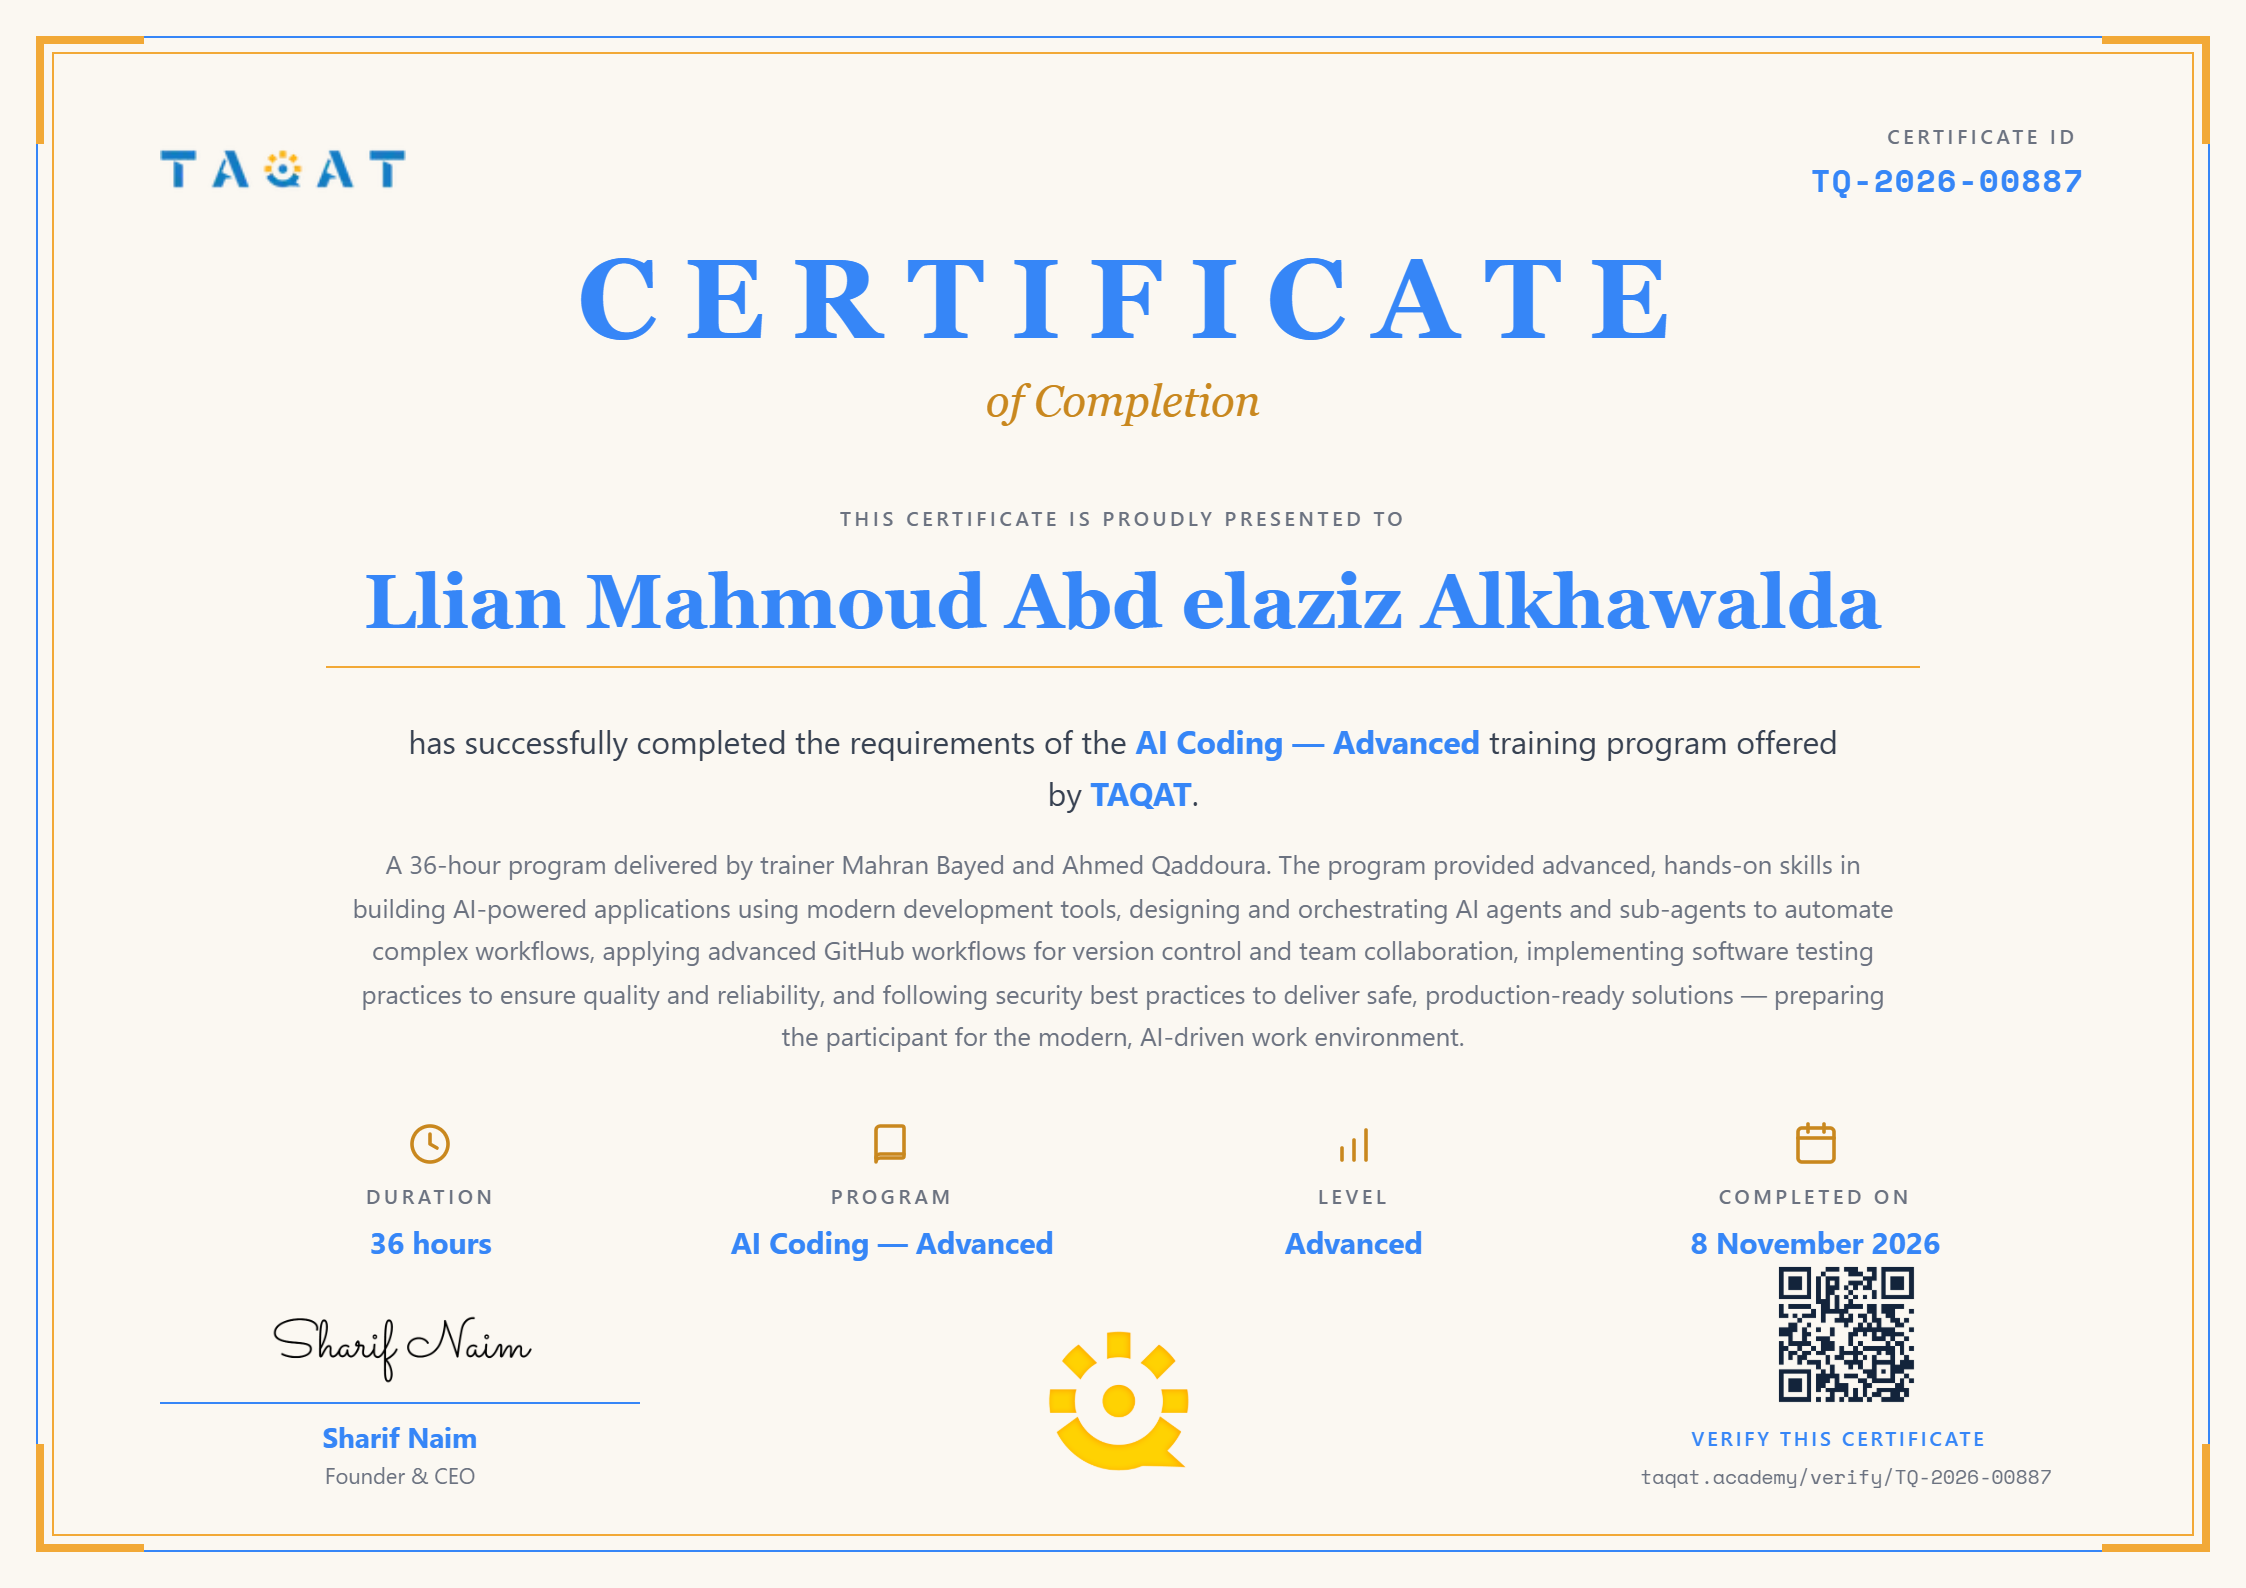 TAQAT
CERTIFICATE ID
TQ-2026-00887
CERTIFICATE
of Completion
THIS CERTIFICATE IS PROUDLY PRESENTED TO
Llian Mahmoud Abd elaziz Alkhawalda
has successfully completed the requirements of the AI Coding — Advanced training program offered
by TAQAT.
A 36-hour program delivered by trainer Mahran Bayed and Ahmed Qaddoura. The program provided advanced, hands-on skills in
building AI-powered applications using modern development tools, designing and orchestrating AI agents and sub-agents to automate
complex workflows, applying advanced GitHub workflows for version control and team collaboration, implementing software testing
practices to ensure quality and reliability, and following security best practices to deliver safe, production-ready solutions — preparing
the participant for the modern, AI-driven work environment.
DURATION
36 hours
PROGRAM
AI Coding — Advanced
LEVEL
Advanced
COMPLETED ON
8 November 2026
Sharif Naim
Sharif Naim
Founder & CEO
VERIFY THIS CERTIFICATE
taqat.academy/verify/TQ-2026-00887